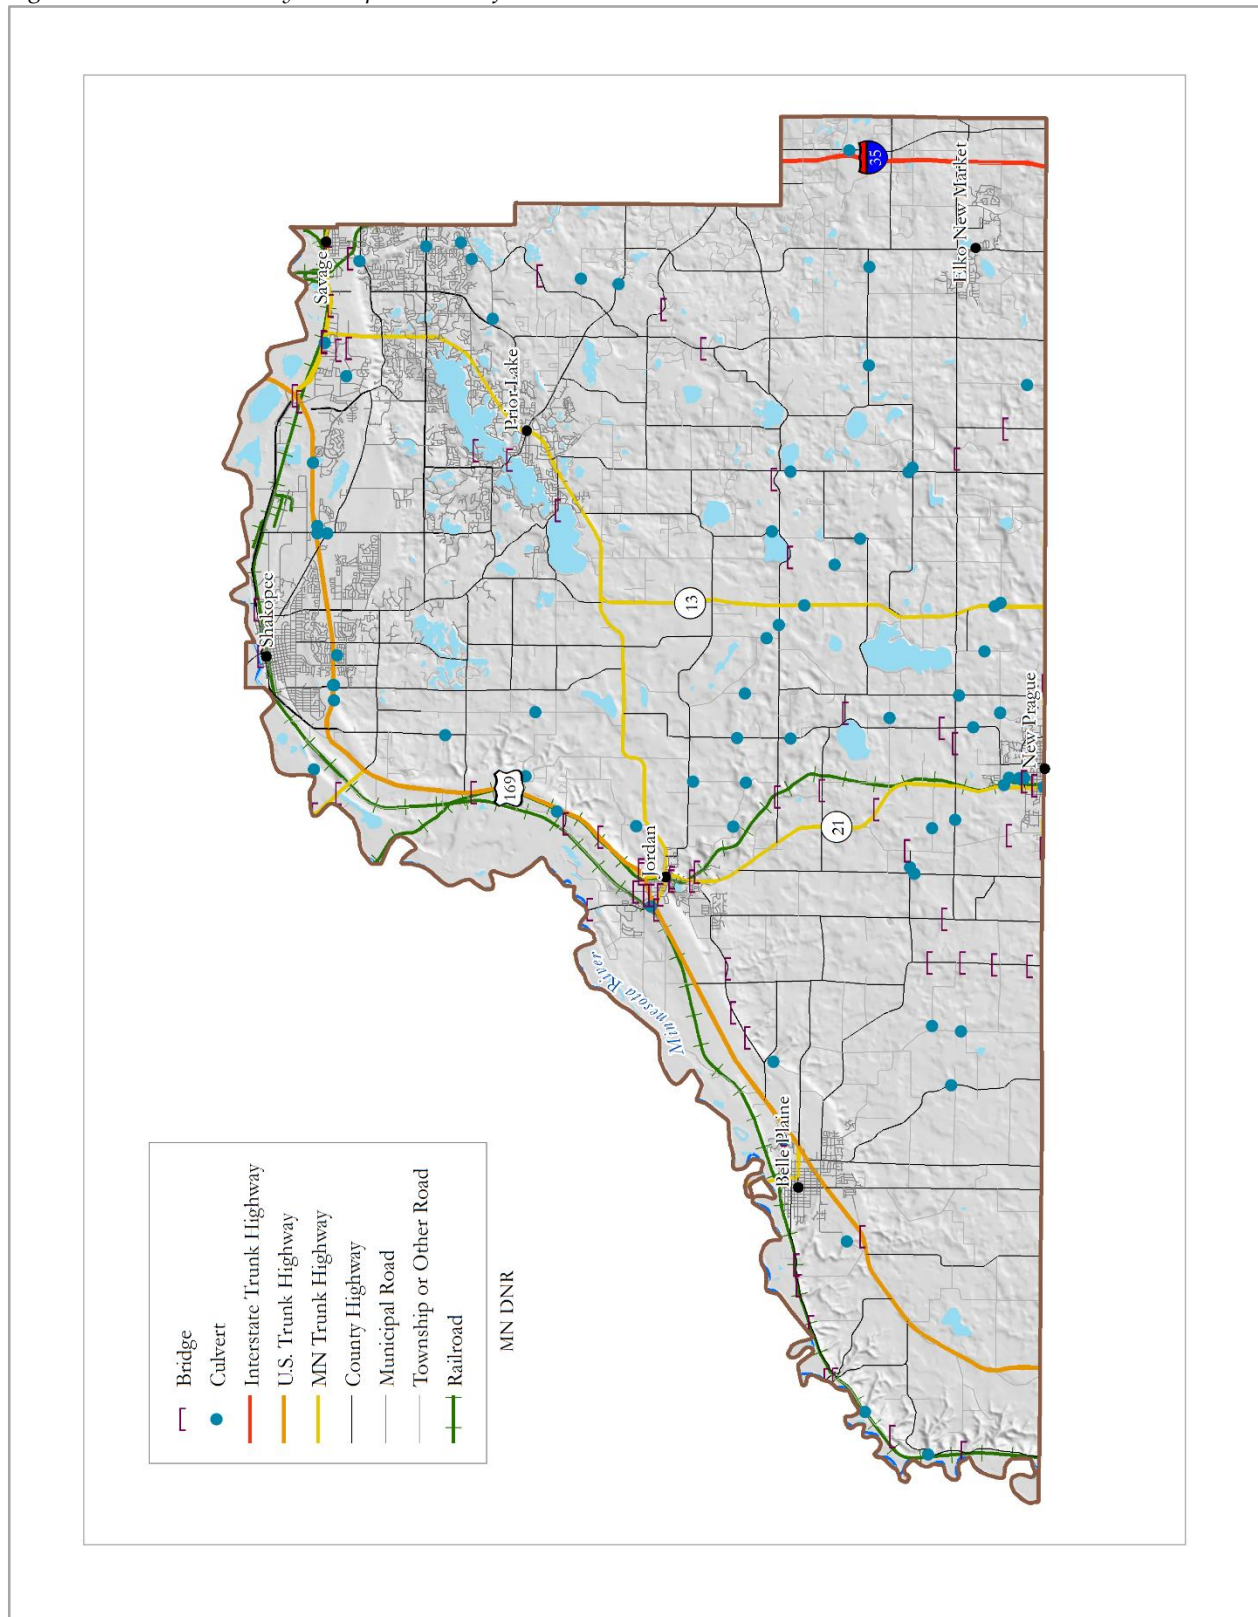 Bridge
Culvert
Interstate Trunk Highway
U.S. Trunk Highway
MN Trunk Highway
County Highway
Municipal Road
Township or Other Road
Railroad
MN DNR
Savage
Shakopee
Prior Lake
169
13
Jordan
21
35
Elko New Market
New Prague
Minnesota River
Belle Plaine